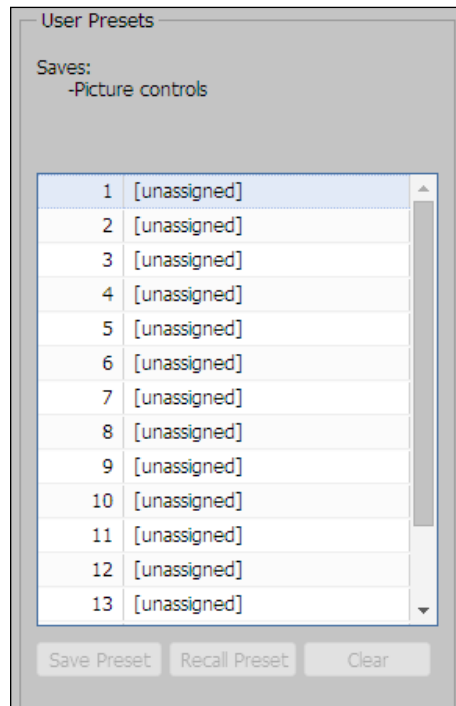 User Presets
Saves:
-Picture controls
1 [unassigned]
2 [unassigned]
3 [unassigned]
4 [unassigned]
5 [unassigned]
6 [unassigned]
7 [unassigned]
8 [unassigned]
9 [unassigned]
10 [unassigned]
11 [unassigned]
12 [unassigned]
13 [unassigned]
Save Preset Recall Preset Clear